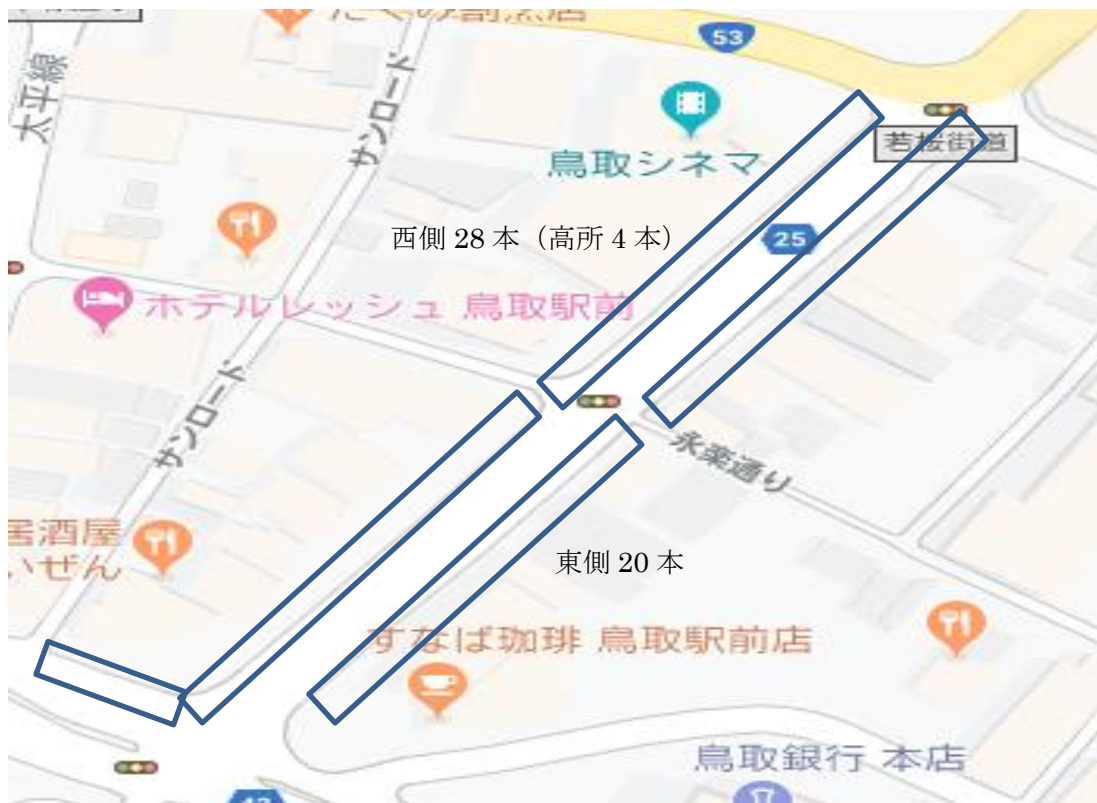 53
太平線
サンロード
鳥取シネマ
若桜街道
西側 28 本（高所 4 本）
25
ホテルレッシュ 鳥取駅前
サンロード
永楽通り
居酒屋
いぜん
東側 20 本
すなば珈琲 鳥取駅前店
鳥取銀行 本店